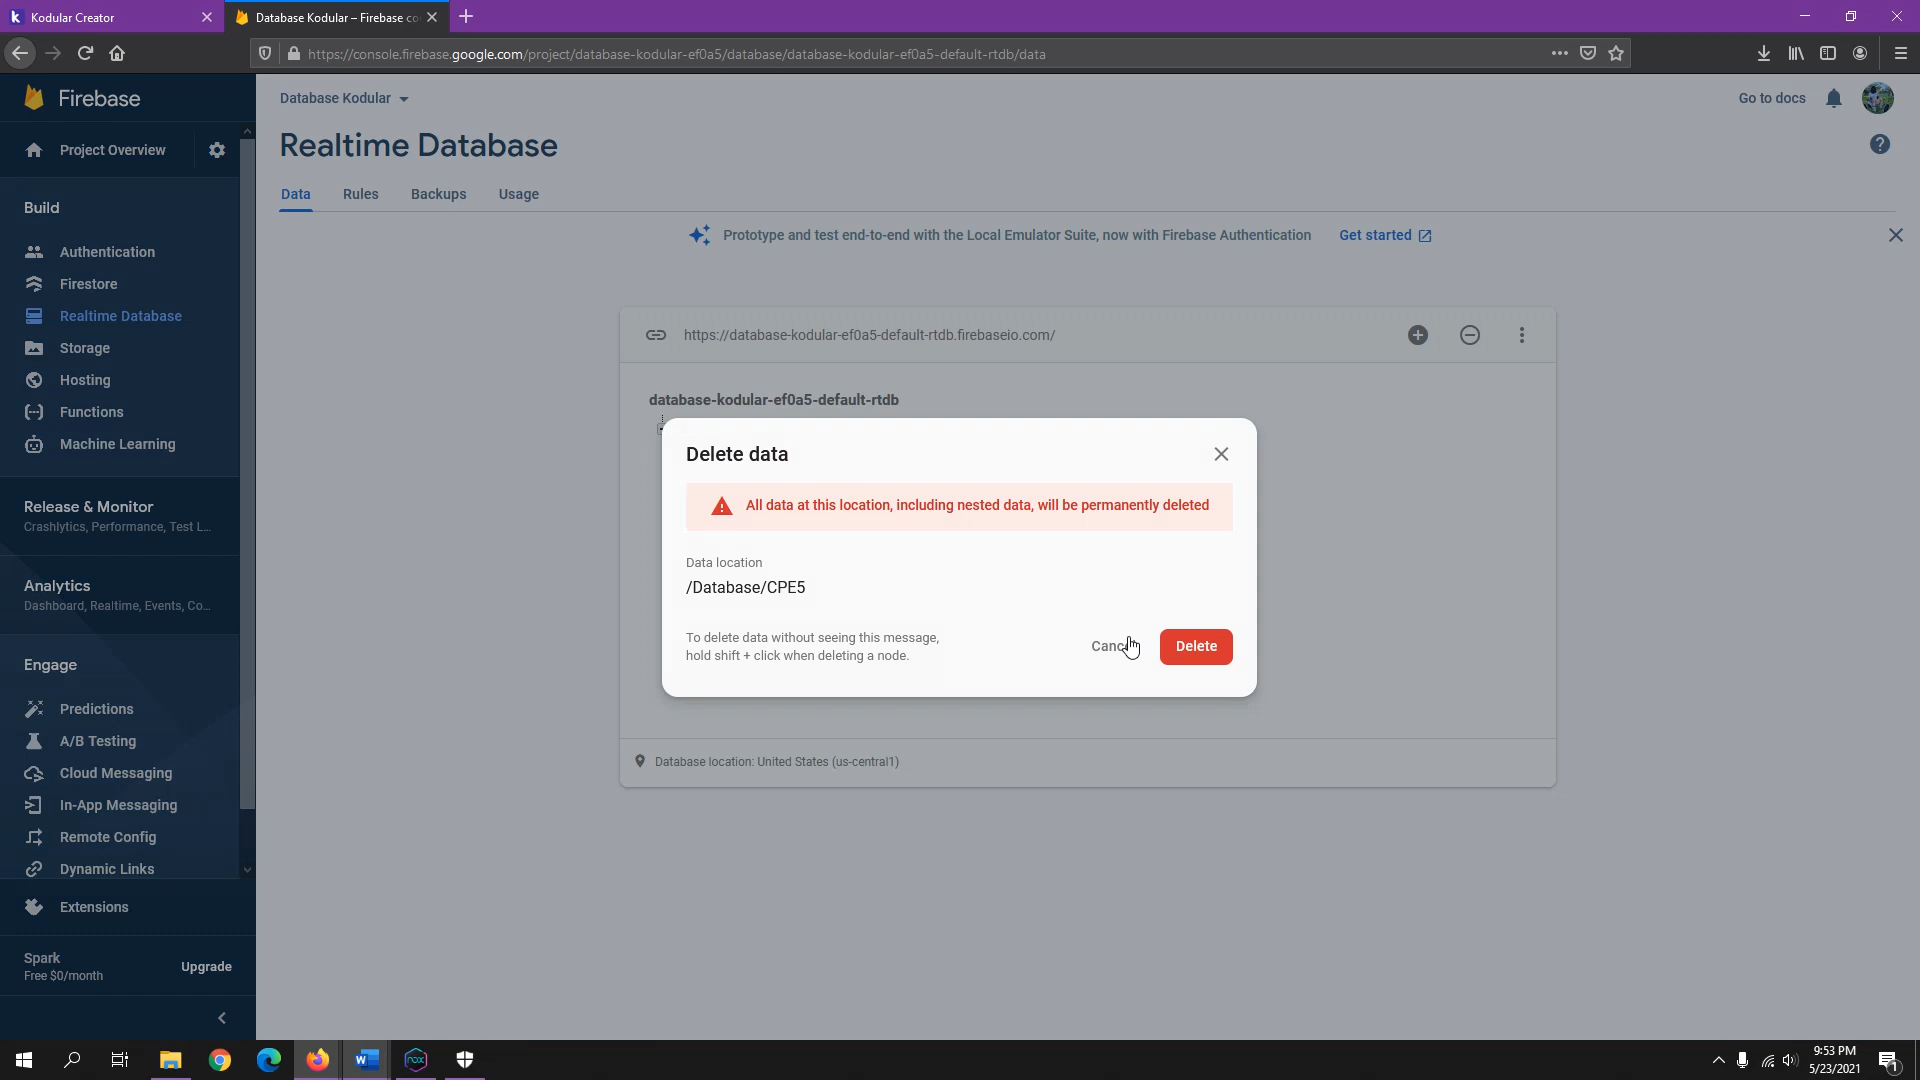 Kodular Creator
Database Kodular – Firebase co
https://console.firebase.google.com/project/database-kodular-ef0a5/database/database-kodular-ef0a5-default-rtdb/data
Firebase
Database Kodular
Go to docs
Project Overview
Realtime Database
Data
Rules
Backups
Usage
Build
Prototype and test end-to-end with the Local Emulator Suite, now with Firebase Authentication
Get started
Authentication
Firestore
Realtime Database
Storage
Hosting
Functions
Machine Learning
https://database-kodular-ef0a5-default-rtdb.firebaseio.com/
database-kodular-ef0a5-default-rtdb
Delete data
All data at this location, including nested data, will be permanently deleted
Data location
/Database/CPE5
To delete data without seeing this message,
hold shift + click when deleting a node.
Delete
Database location: United States (us-central1)
Release & Monitor
Crashlytics, Performance, Test L...
Analytics
Dashboard, Realtime, Events, Co...
Engage
Predictions
A/B Testing
Cloud Messaging
In-App Messaging
Remote Config
Dynamic Links
Extensions
Spark
Free $0/month
Upgrade
nox
9:53 PM
5/23/2021
1